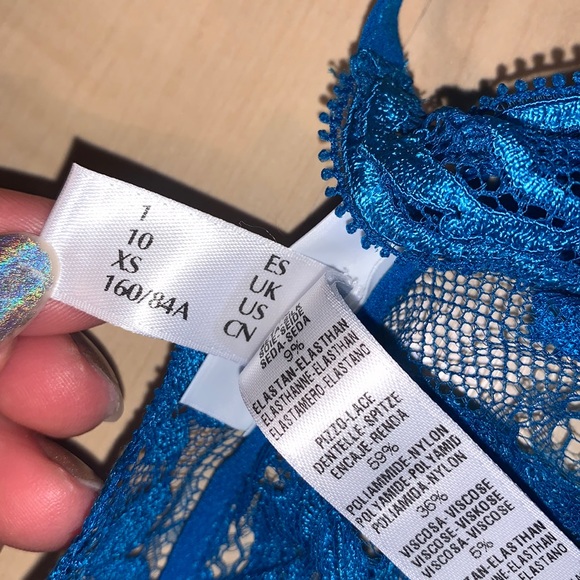 1 ES
10 UK
XS US
160/84A CN
SOIE-SEIDE
SEDA-SEDA
9%
ELASTAN-ELASTHAN
ELASTHANNE-ELASTAN
ELASTAMERO-ELASTANO
PIZZO-LACE
DENTELLE-SPITZE
ENCAJE-RENDA
59%
POLIAMMIDE-NYLON
POLYAMIDE-POLYAMID
POLIAMIDA-NYLON
36%
VISCOSA-VISCOSE
VISCOSE-VISKOSE
VISCOSA-VISCOSE
5%